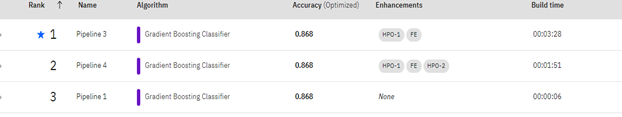 Rank ↑ Name Algorithm Accuracy (Optimized) Enhancements Build time
★ 1 Pipeline 3 Gradient Boosting Classifier 0.868 HPO-1 FE 00:03:28
2 Pipeline 4 Gradient Boosting Classifier 0.868 HPO-1 FE HPO-2 00:01:51
3 Pipeline 1 Gradient Boosting Classifier 0.868 None 00:00:06